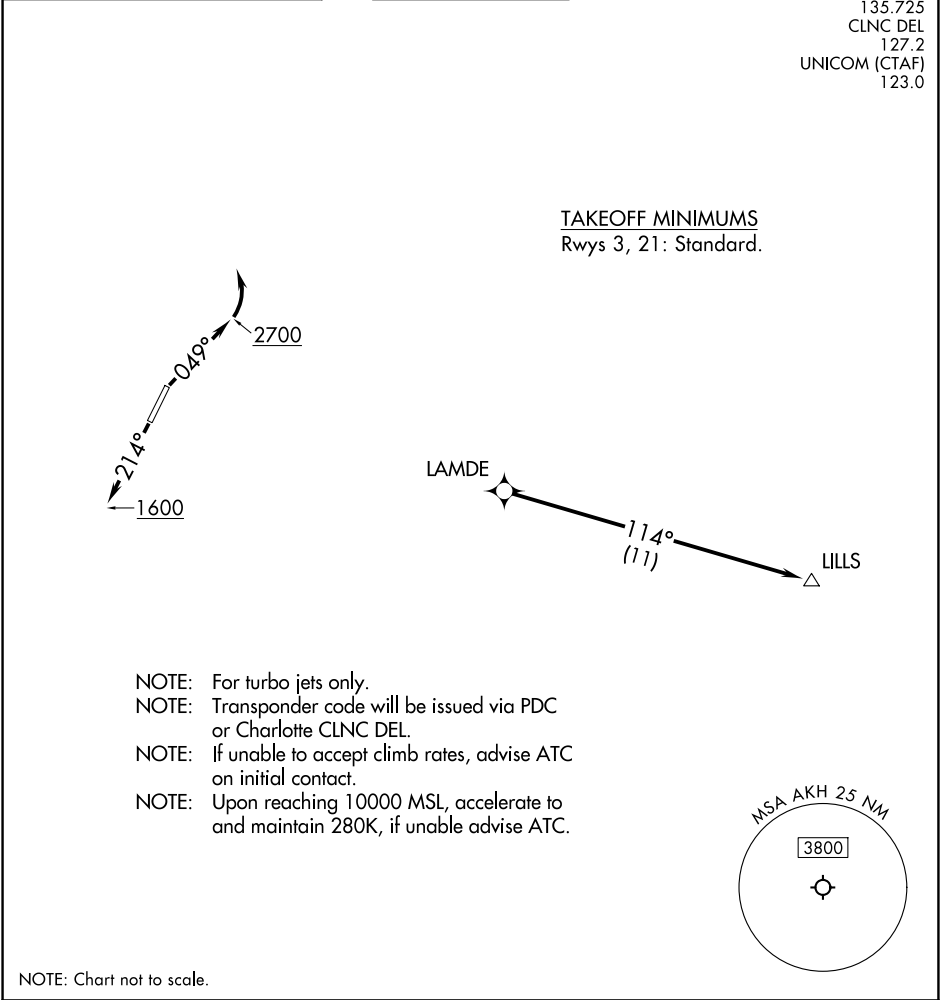 135.725
CLNC DEL
127.2
UNICOM (CTAF)
123.0
TAKEOFF MINIMUMS
Rwys 3, 21: Standard.
2700
049°
214°
1600
LAMDE
114°
(11)
LILLS
NOTE: For turbo jets only.
NOTE: Transponder code will be issued via PDC
or Charlotte CLNC DEL.
NOTE: If unable to accept climb rates, advise ATC
on initial contact.
NOTE: Upon reaching 10000 MSL, accelerate to
and maintain 280K, if unable advise ATC.
MSA AKH 25 NM
3800
NOTE: Chart not to scale.